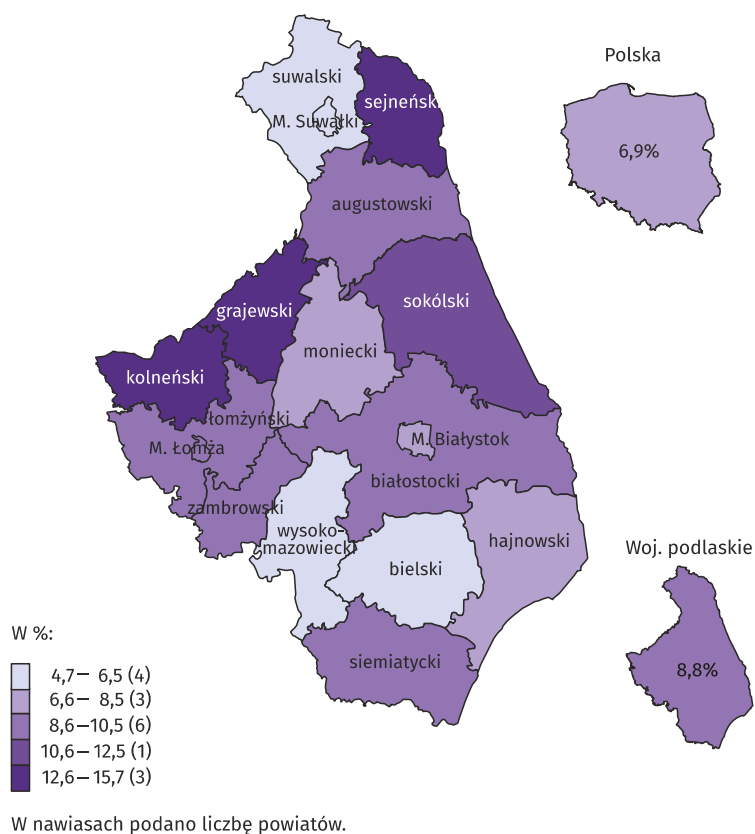 Polska
suwalski
sejneński
M. Suwałki
6,9%
augustowski
sokólski
grajewski
moniecki
kolneński
łomżyński
M. Łomża
M. Białystok
białostocki
zambrowski
wysoko-
mazowiecki
hajnowski
bielski
Woj. podlaskie
siemiatycki
8,8%
W %:
4,7– 6,5 (4)
6,6– 8,5 (3)
8,6–10,5 (6)
10,6–12,5 (1)
12,6–15,7 (3)
W nawiasach podano liczbę powiatów.